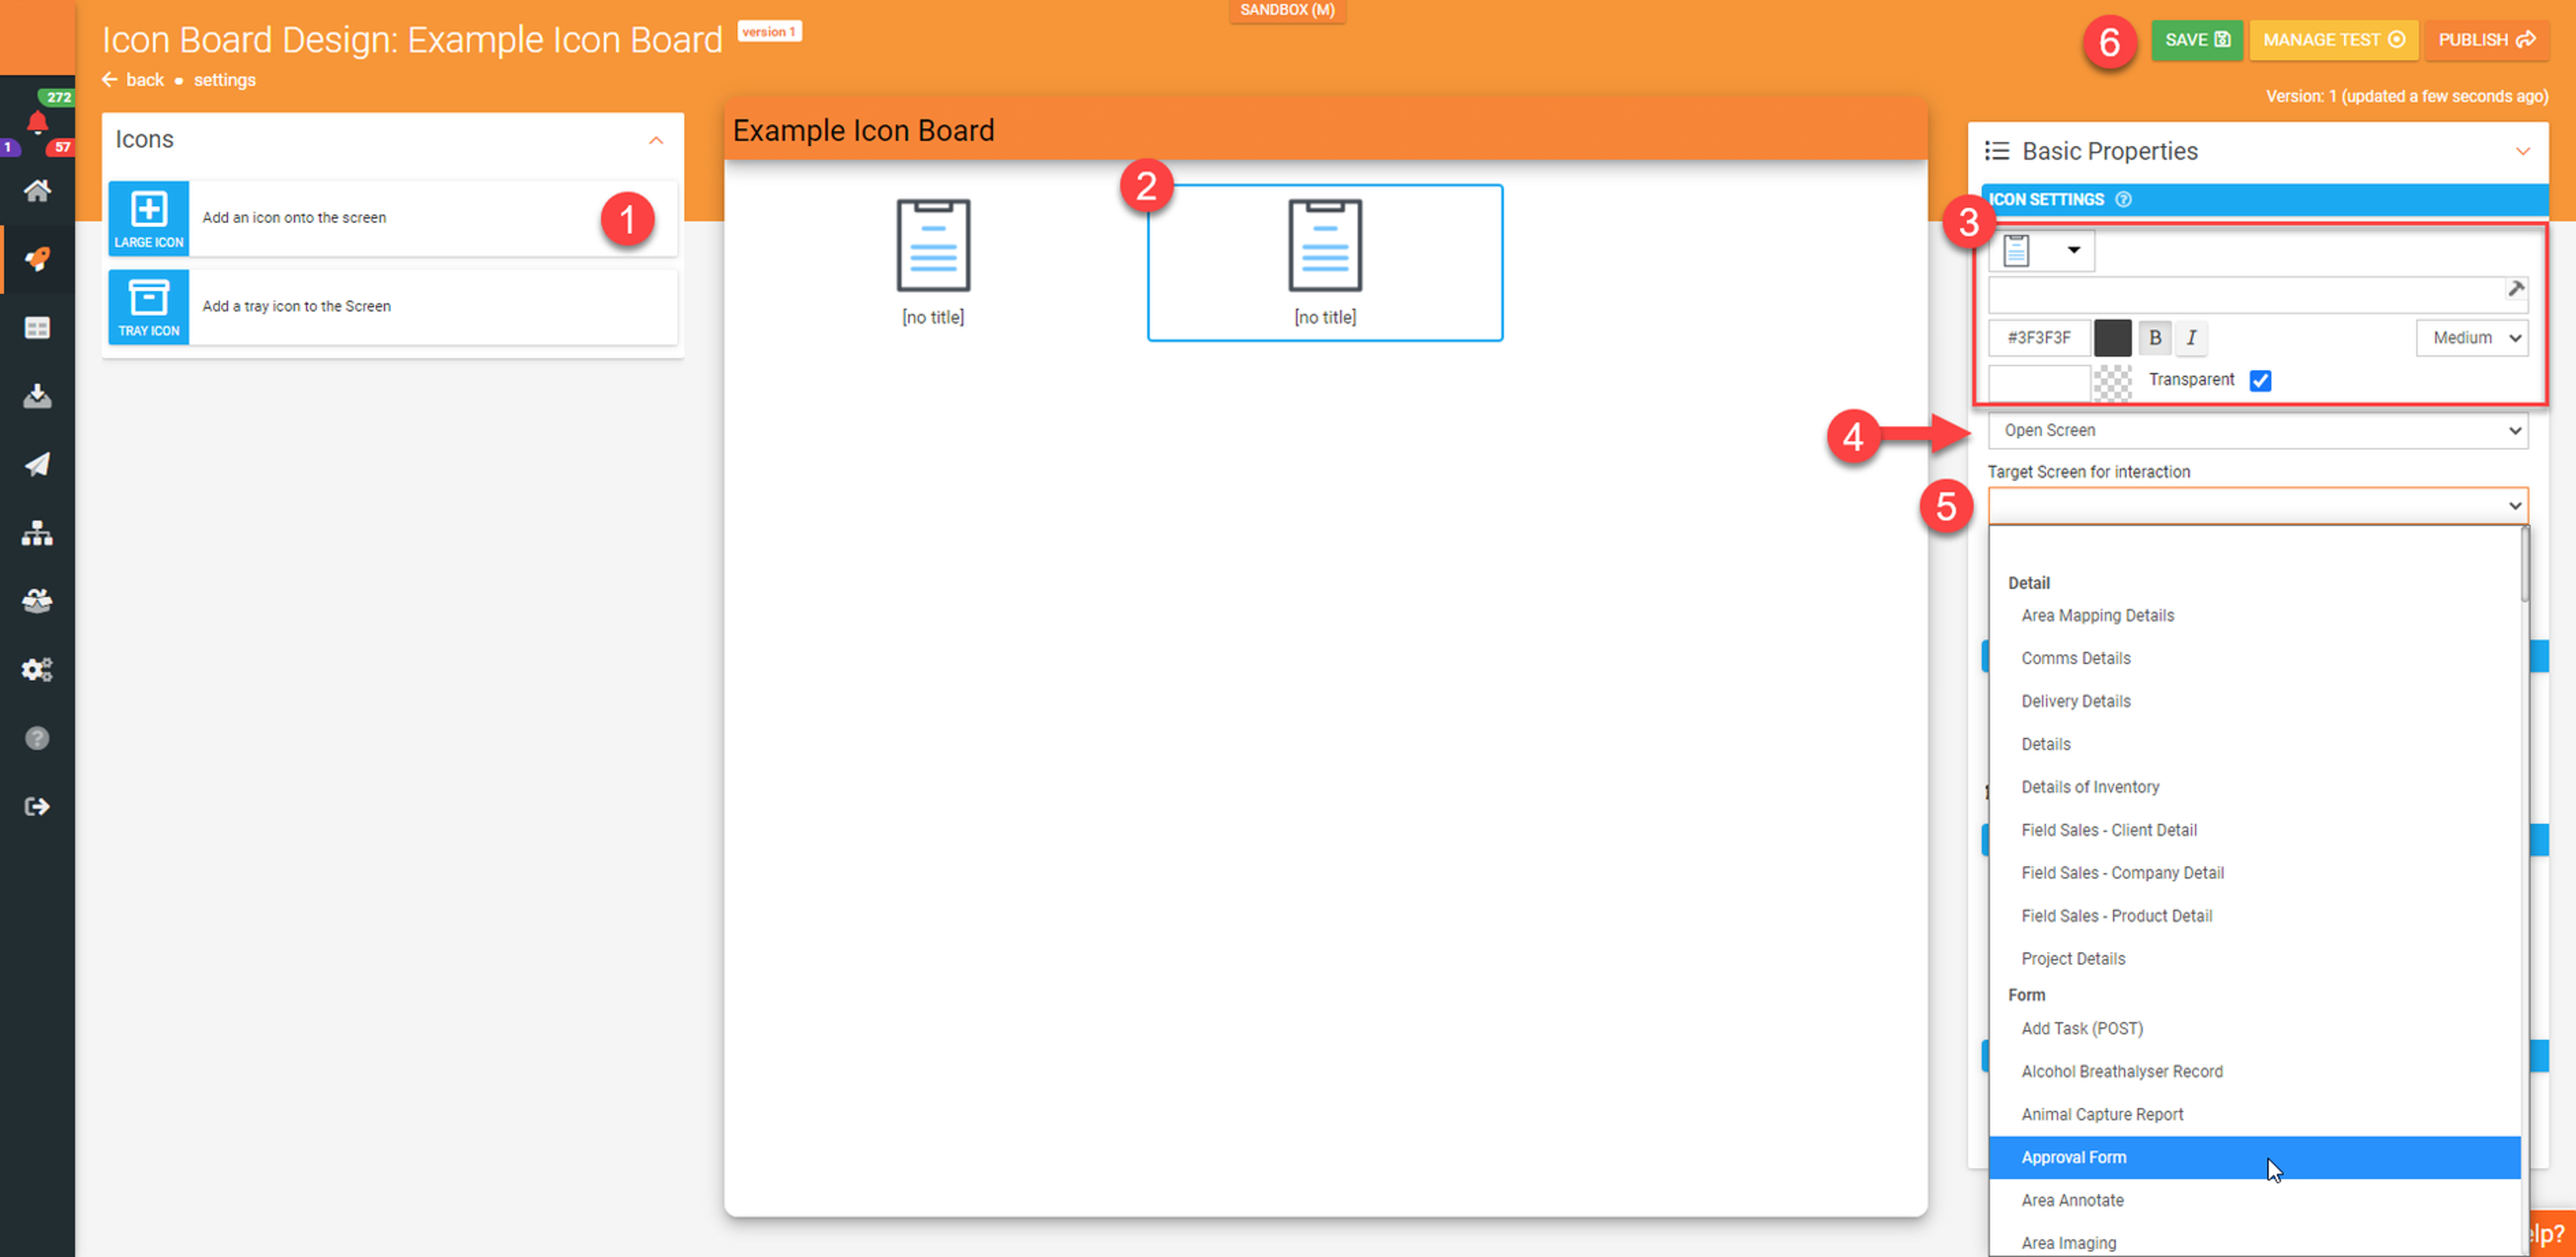 SANDBOX (M)
Icon Board Design: Example Icon Board
version 1
back
settings
6
SAVE
MANAGE TEST
PUBLISH
Version: 1 (updated a few seconds ago)
272
1
57
Icons
LARGE ICON
Add an icon onto the screen
1
TRAY ICON
Add a tray icon to the Screen
Example Icon Board
[no title]
2
[no title]
Basic Properties
ICON SETTINGS
3
#3F3F3F
B
I
Medium
Transparent
4
Open Screen
Target Screen for interaction
5
Detail
Area Mapping Details
Comms Details
Delivery Details
Details
Details of Inventory
Field Sales - Client Detail
Field Sales - Company Detail
Field Sales - Product Detail
Project Details
Form
Add Task (POST)
Alcohol Breathalyser Record
Animal Capture Report
Approval Form
Area Annotate
Area Imaging